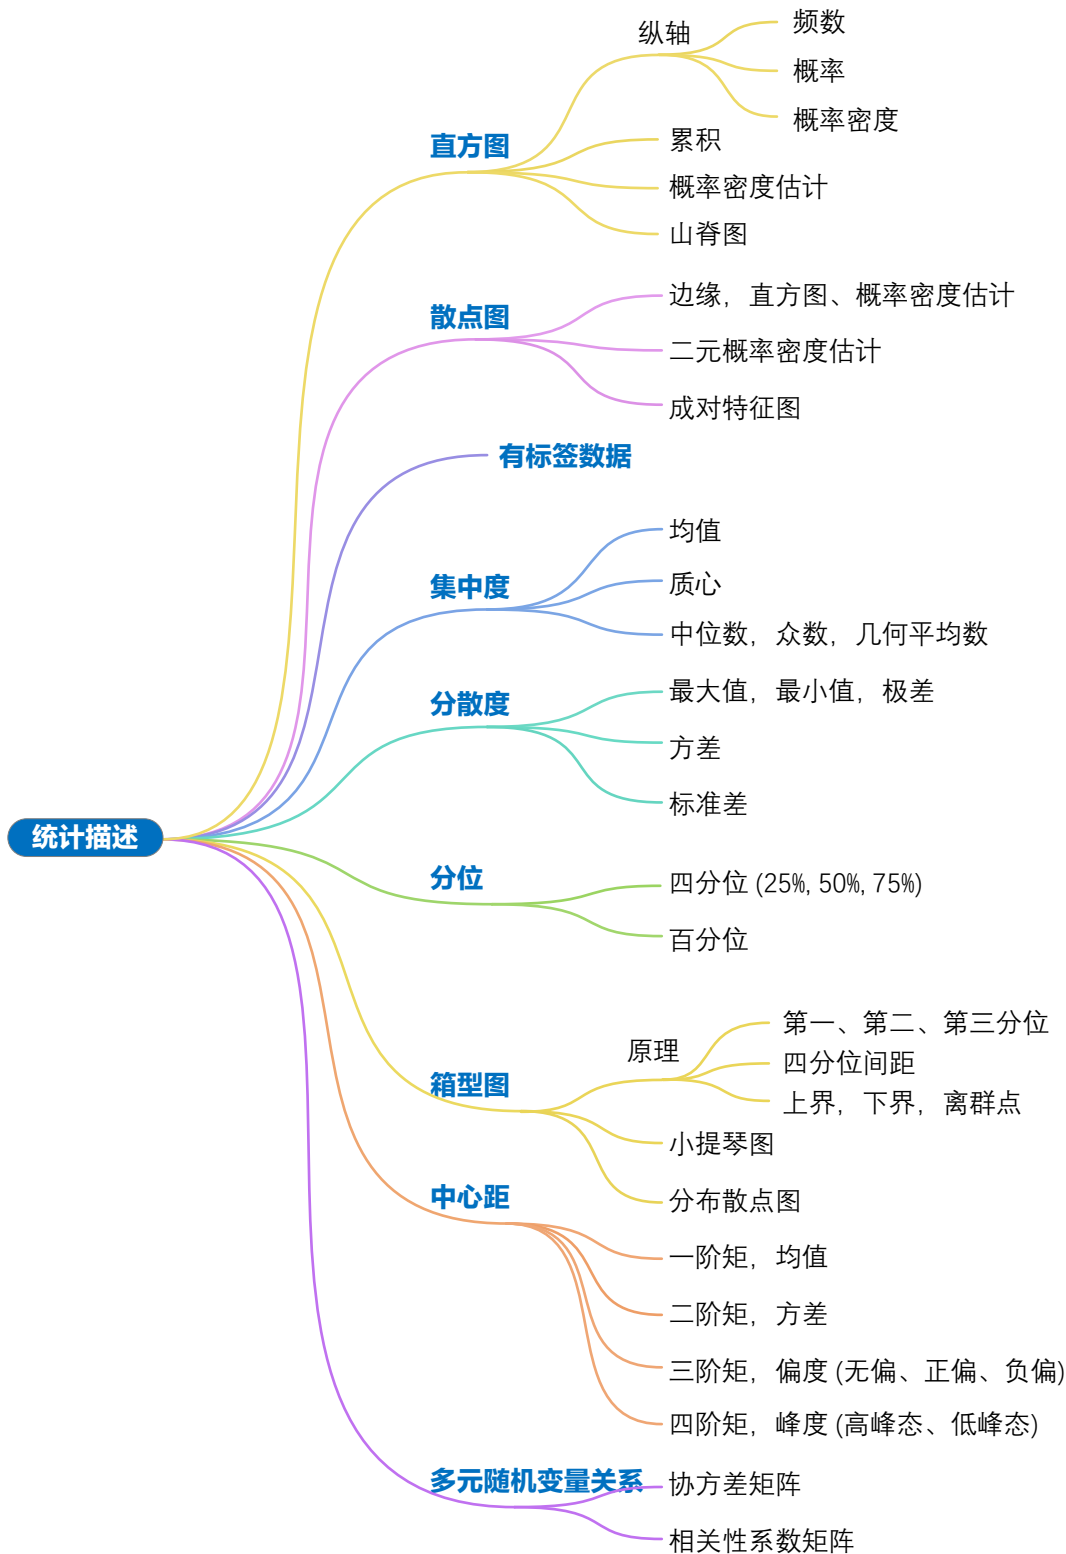 统计描述
直方图
纵轴
频数
概率
概率密度
累积
概率密度估计
山脊图
散点图
边缘，直方图、概率密度估计
二元概率密度估计
成对特征图
有标签数据
集中度
均值
质心
中位数，众数，几何平均数
分散度
最大值，最小值，极差
方差
标准差
分位
四分位 (25%, 50%, 75%)
百分位
箱型图
原理
第一、第二、第三分位
四分位间距
上界，下界，离群点
小提琴图
分布散点图
中心距
一阶矩，均值
二阶矩，方差
三阶矩，偏度 (无偏、正偏、负偏)
四阶矩，峰度 (高峰态、低峰态)
多元随机变量关系
协方差矩阵
相关性系数矩阵